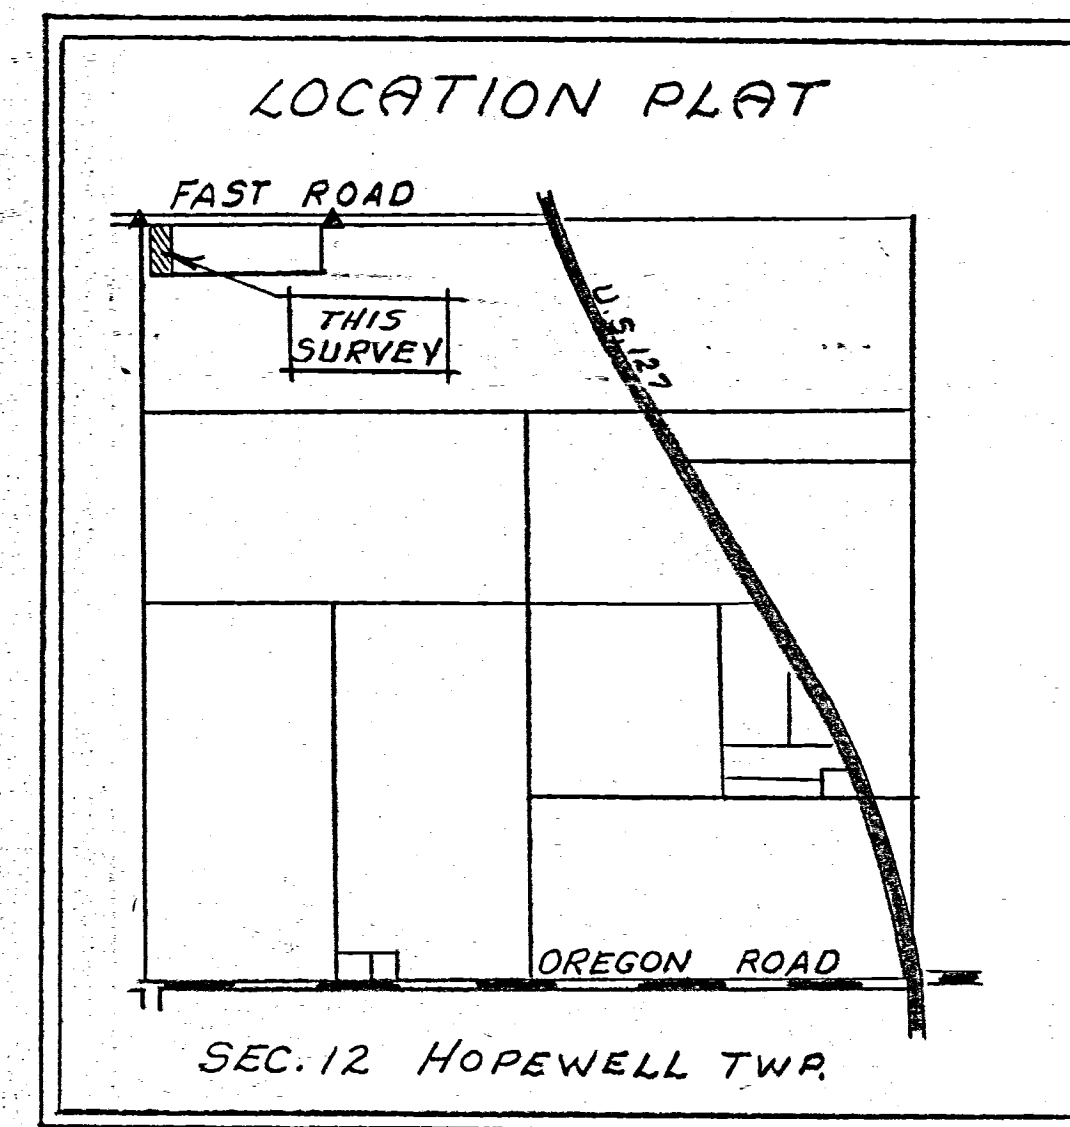 LOCATION PLAT
FAST ROAD
THIS
SURVEY
U.S. 127
OREGON ROAD
SEC. 12 HOPEWELL TWP.